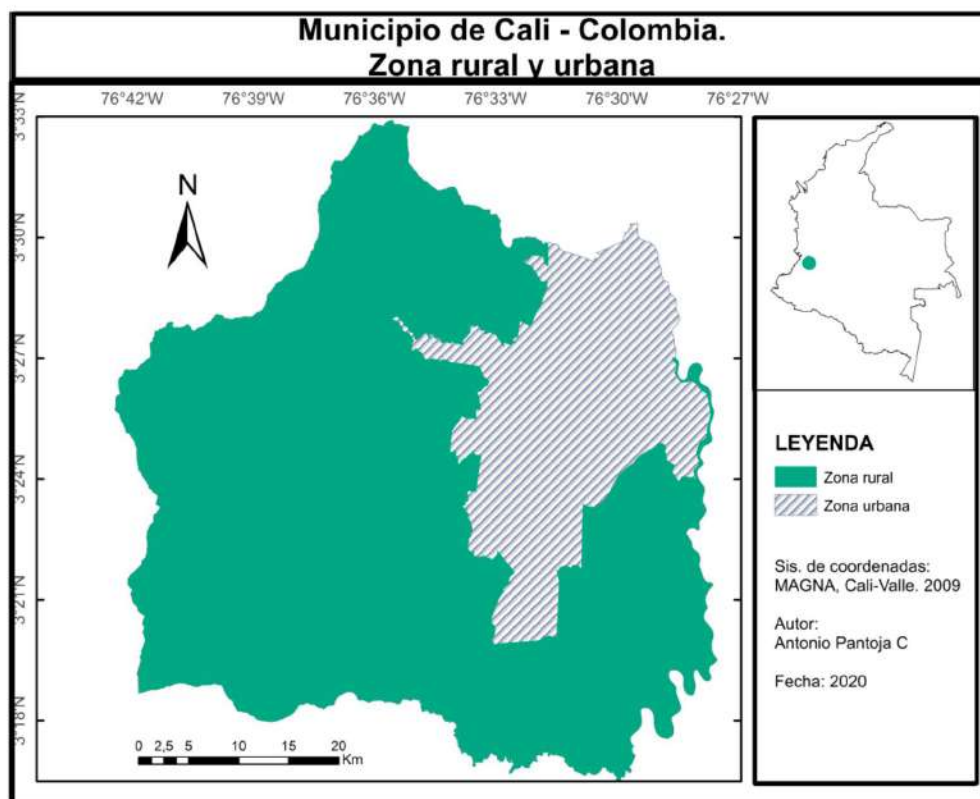 Municipio de Cali - Colombia.
Zona rural y urbana
76°42'W 76°39'W 76°36'W 76°33'W 76°30'W 76°27'W
3°33'N
3°30'N
3°27'N
3°24'N
3°21'N
3°18'N
N
0 2,5 5 10 15 20
Km
LEYENDA
Zona rural
Zona urbana
Sis. de coordenadas:
MAGNA, Cali-Valle. 2009
Autor:
Antonio Pantoja C
Fecha: 2020